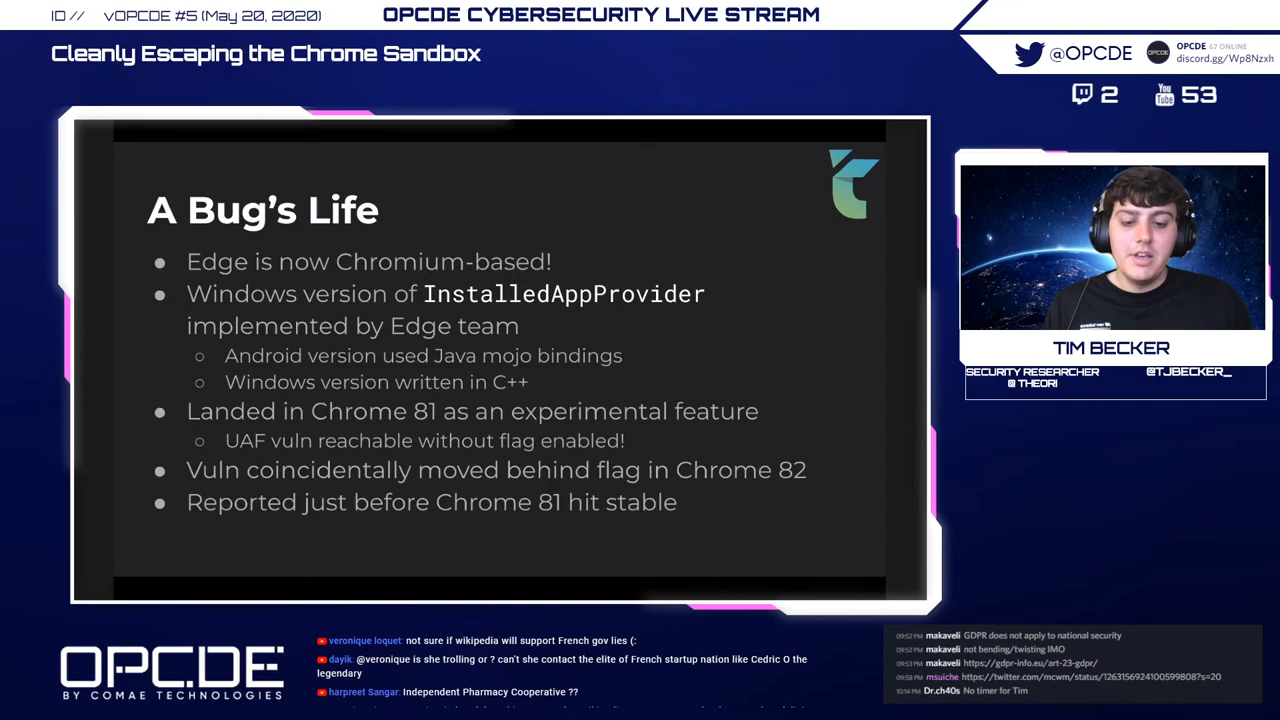 ID // vOPCDE #5 (May 20, 2020)
OPCDE CYBERSECURITY LIVE STREAM
Cleanly Escaping the Chrome Sandbox
@OPCDE
OPCDE
OPCDE 67 ONLINE
discord.gg/Wp8Nzxh
2
You Tube 53
A Bug's Life
● Edge is now Chromium-based!
● Windows version of InstalledAppProvider
implemented by Edge team
○ Android version used Java mojo bindings
○ Windows version written in C++
● Landed in Chrome 81 as an experimental feature
○ UAF vuln reachable without flag enabled!
● Vuln coincidentally moved behind flag in Chrome 82
● Reported just before Chrome 81 hit stable
TIM BECKER
SECURITY RESEARCHER
@ THEORI
@TJBECKER_
OPCDE
BY COMAE TECHNOLOGIES
veronique loquet: not sure if wikipedia will support French gov lies (:
dayik: @veronique is she trolling or ? can't she contact the elite of French startup nation like Cedric O the
legendary
harpreet Sangar: Independent Pharmacy Cooperative ??
09:52 PM makaveli GDPR does not apply to national security
09:52 PM makaveli not bending/twisting IMO
09:53 PM makaveli https://gdpr-info.eu/art-23-gdpr/
09:58 PM msuiche https://twitter.com/mcwm/status/1263156924100599808?s=20
10:14 PM Dr.ch40s No timer for Tim